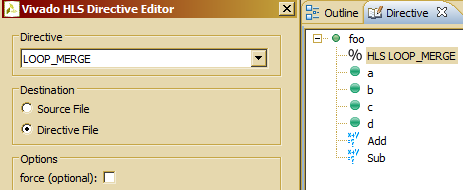 Vivado HLS Directive Editor
Directive
LOOP_MERGE
Destination
Source File
Directive File
Options
force (optional):
Outline
Directive
foo
% HLS LOOP_MERGE
a
b
c
d
Add
Sub